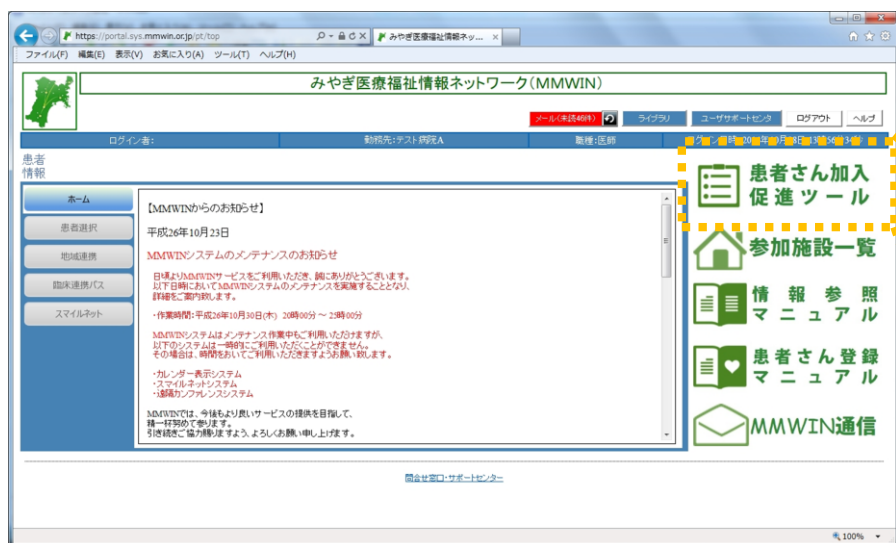 https://portal.sys.mmwin.or.jp/pt/top
みやぎ医療福祉情報ネッ...
ファイル(F) 編集(E) 表示(V) お気に入り(A) ツール(T) ヘルプ(H)
みやぎ医療福祉情報ネットワーク(MMWIN)
メール(未読46件) ライブラリ ユーザサポートセンタ ログアウト ヘルプ
ログイン者: 勤務先:テスト病院A 職種:医師
患者
情報
ホーム
患者選択
地域連携
臨床連携パス
スマイルネット
【MMWINからのお知らせ】
平成26年10月23日
MMWINシステムのメンテナンスのお知らせ
日頃よりMMWINサービスをご利用いただき、誠にありがとうございます。
以下日時においてMMWINシステムのメンテナンスを実施することとなり、
詳細をご案内致します。
・作業時間:平成26年10月30日(木) 20時00分 ～ 23時00分
MMWINシステムはメンテナンス作業中もご利用いただけますが、
以下のシステムは一時的にご利用いただくことができません。
その場合は、時間をおいてご利用いただきますようお願い致します。
・カレンダー表示システム
・スマイルネットシステム
・遠隔カンファレンスシステム
MMWINでは、今後もより良いサービスの提供を目指して、
精一杯努めて参ります。
引き続きご協力賜りますよう、よろしくお願い申し上げます。
患者さん加入
促進ツール
参加施設一覧
情報参照
マニュアル
患者さん登録
マニュアル
MMWIN通信
問合せ窓口・サポートセンター
100%